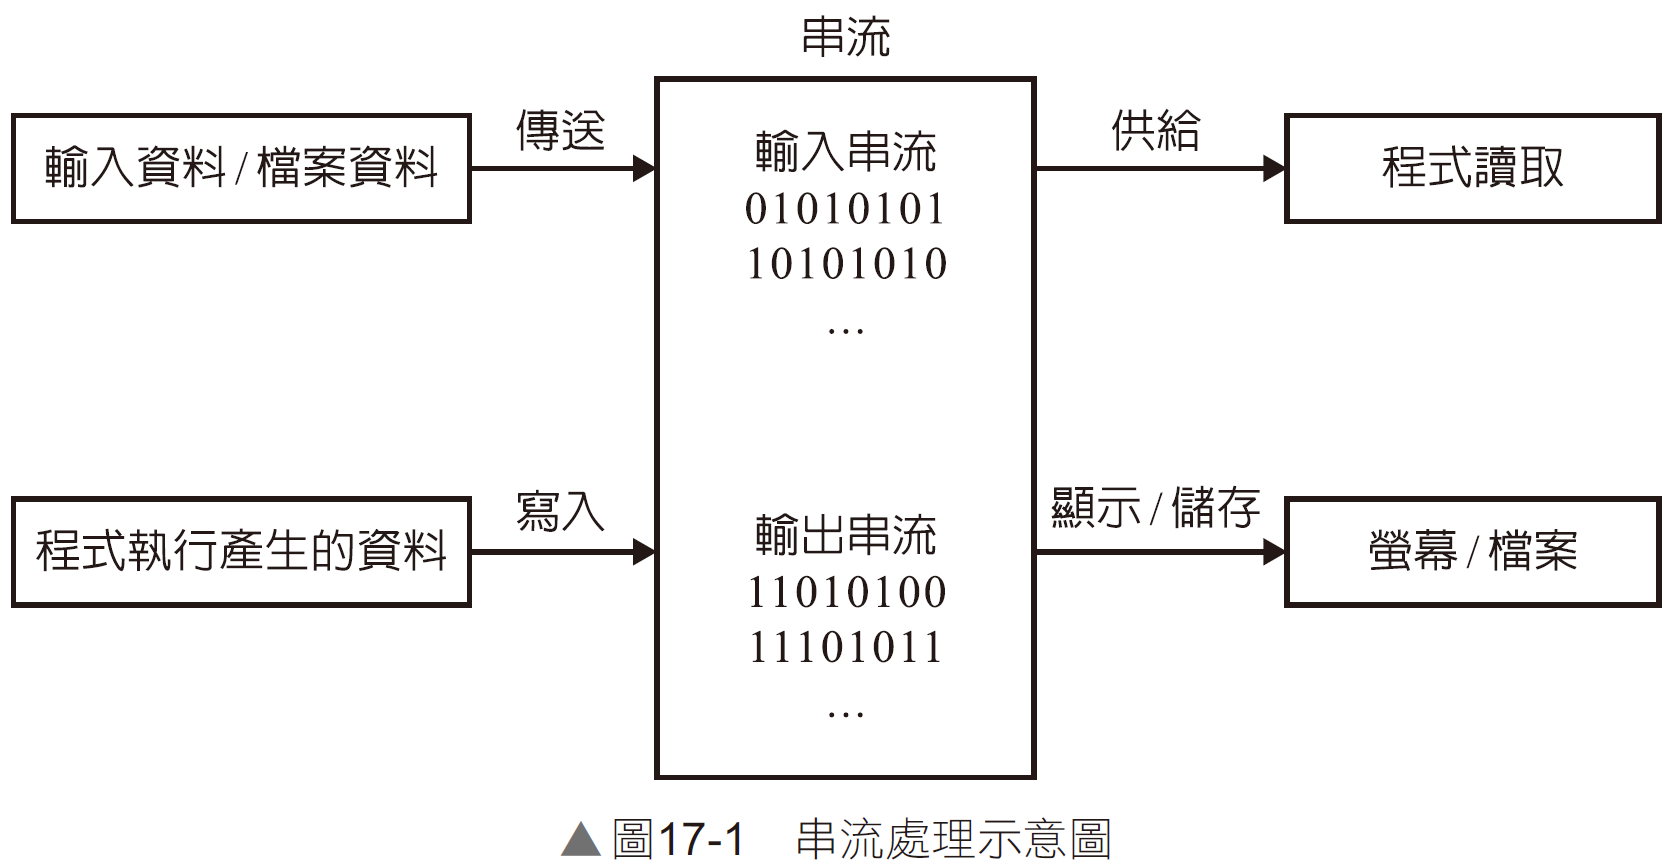 串流
輸入資料/檔案資料
傳送
輸入串流
01010101
10101010
…
供給
程式讀取
程式執行產生的資料
寫入
輸出串流
11010100
11101011
…
顯示/儲存
螢幕/檔案
▲圖17-1　串流處理示意圖